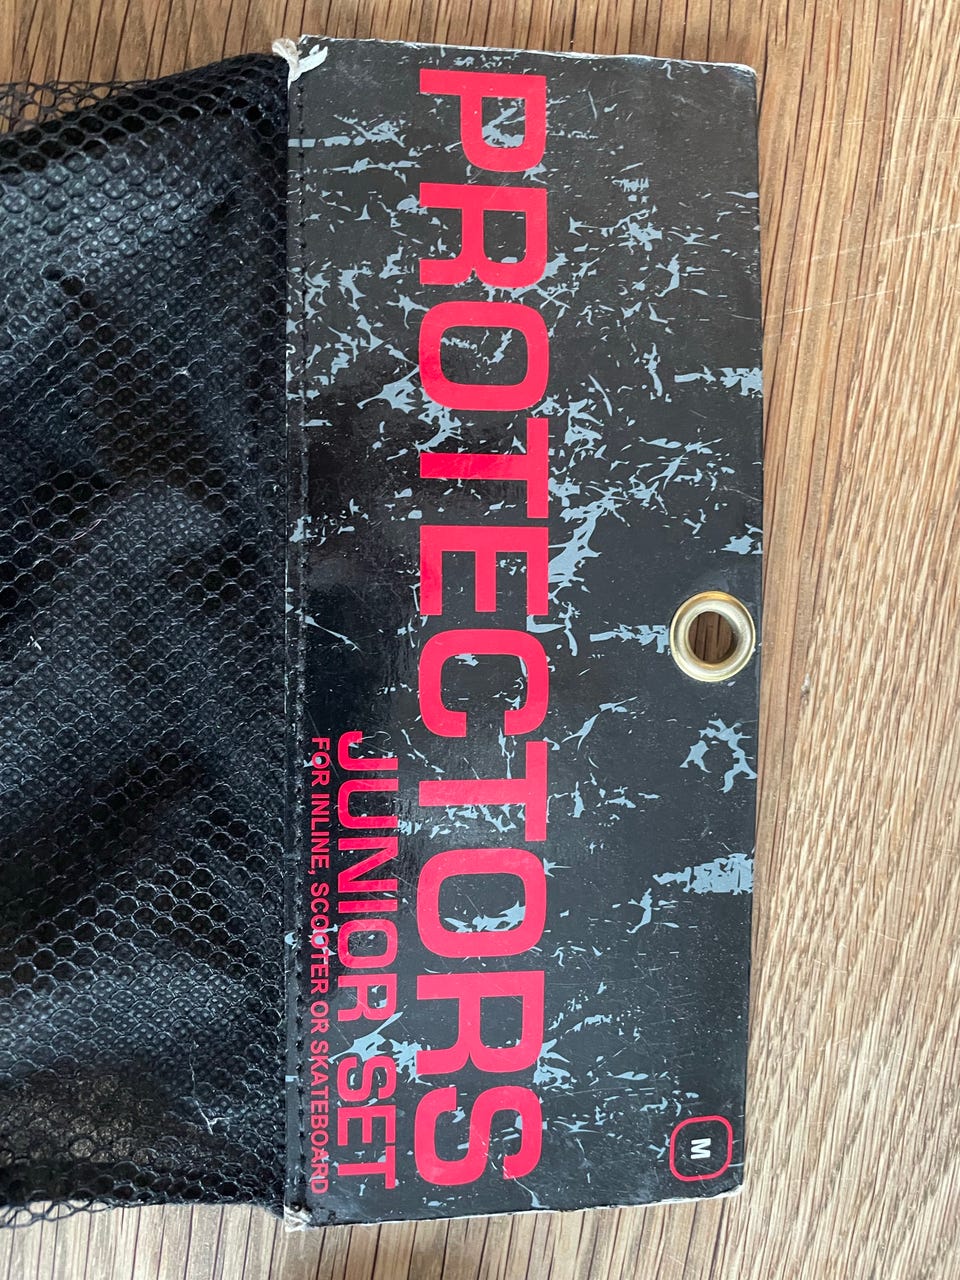 M
PROTECTORS
JUNIOR SET
FOR INLINE, SCOOTER OR SKATEBOARD